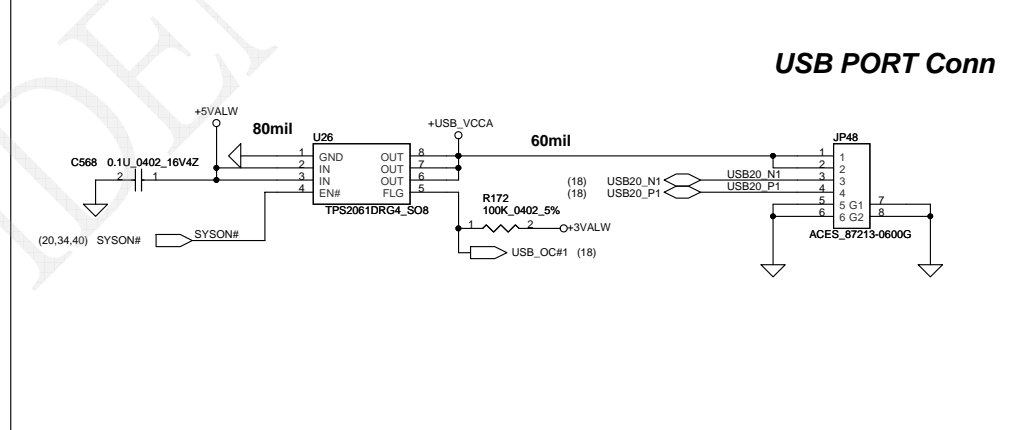 USB PORT Conn
+5VALW
80mil
U26
+USB_VCCA
60mil
JP48
C568 0.1U_0402_16V4Z
2 1
1 GND OUT 8
2 IN OUT 7
3 IN OUT 6
4 EN# FLG 5
TPS2061DRG4_SO8
R172
100K_0402_5%
1 2 +3VALW
USB_OC#1 (18)
(20,34,40) SYSON# SYSON#
1 1
2 2
(18) USB20_N1 USB20_N1 3 3
(18) USB20_P1 USB20_P1 4 4
5 5 G1 7
6 6 G2 8
ACES_87213-0600G